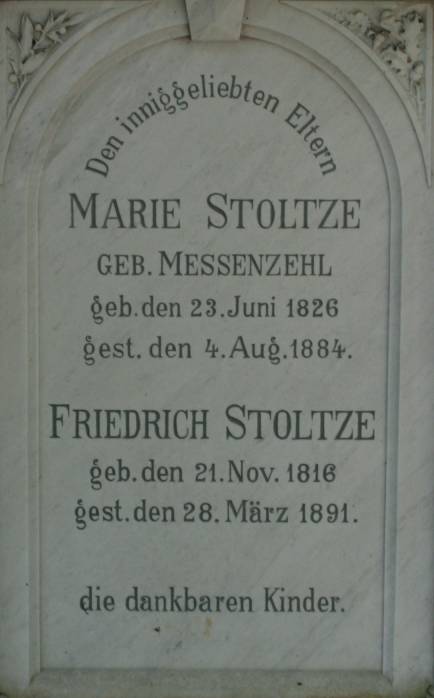 Den inniggeliebten Eltern
MARIE STOLTZE
GEB. MESSENZEHL
geb. den 23. Juni 1826
gest. den 4. Aug. 1884.
FRIEDRICH STOLTZE
geb. den 21. Nov. 1816
gest. den 28. März 1891.
die dankbaren Kinder.